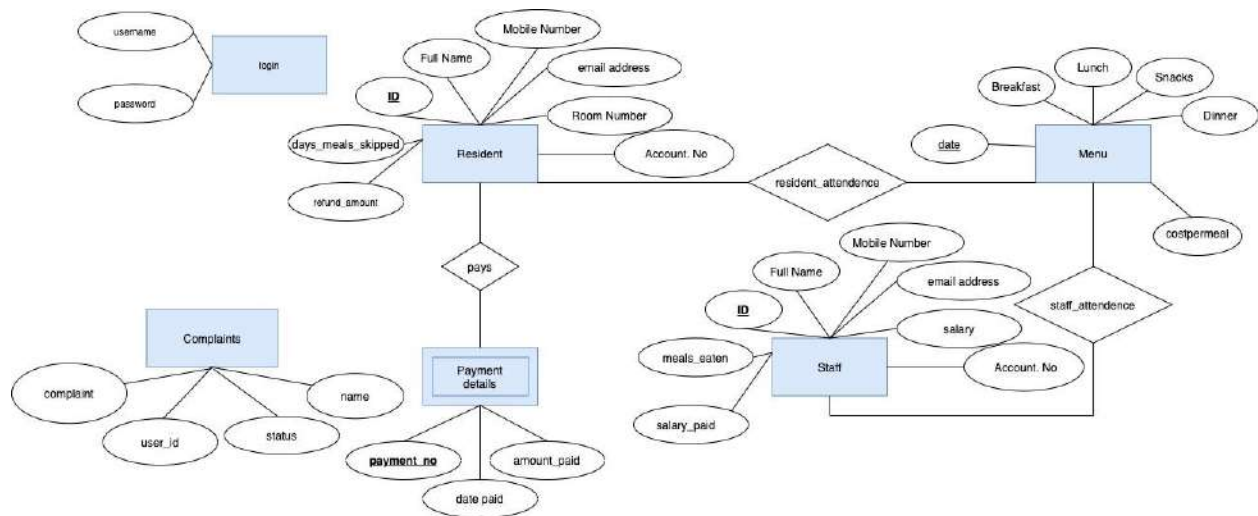 username
login
password
Mobile Number
Full Name
email address
ID
Room Number
days_meals_skipped
Resident
Account. No
refund_amount
resident_attendence
Lunch
Breakfast
Snacks
Dinner
date
Menu
costpermeal
pays
Mobile Number
Full Name
email address
ID
salary
staff_attendence
meals_eaten
Staff
Account. No
salary_paid
Complaints
complaint
name
user_id
status
Payment
details
payment_no
amount_paid
date paid